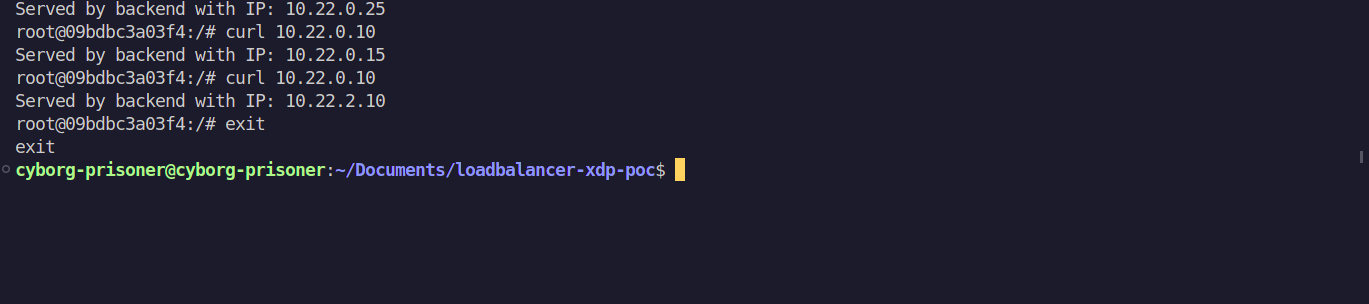 Served by backend with IP: 10.22.0.25
root@09bdbc3a03f4:/# curl 10.22.0.10
Served by backend with IP: 10.22.0.15
root@09bdbc3a03f4:/# curl 10.22.0.10
Served by backend with IP: 10.22.2.10
root@09bdbc3a03f4:/# exit
exit
cyborg-prisoner@cyborg-prisoner:~/Documents/loadbalancer-xdp-poc$